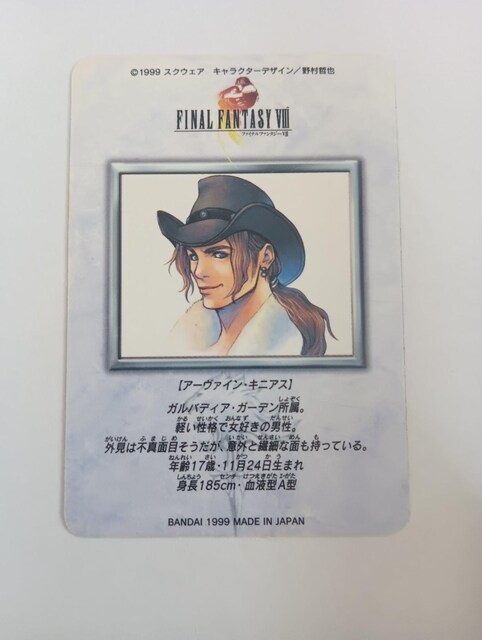 ©1999 スクウェア　キャラクターデザイン／野村哲也
FINAL FANTASY VIII
ファイナルファンタジーVIII
【アーヴァイン・キニアス】
ガルバディア・ガーデン所属。
軽い性格で女好きの男性。
外見は不真面目そうだが、意外と繊細な面も持っている。
年齢17歳・11月24日生まれ
身長185cm・血液型A型
BANDAI 1999 MADE IN JAPAN